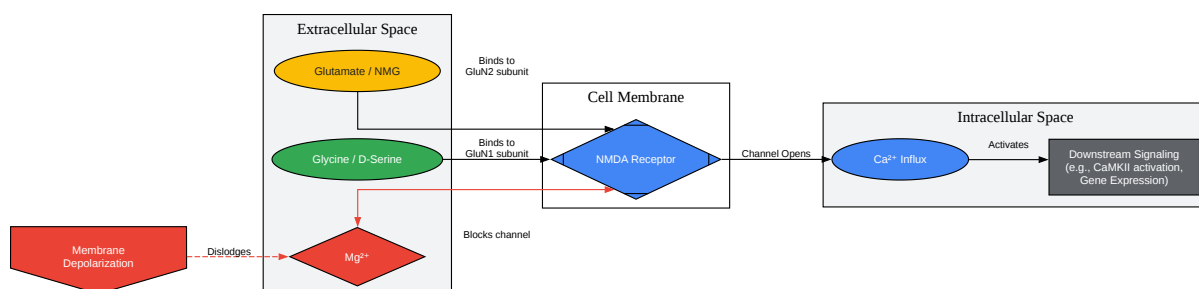 Extracellular Space
Glutamate / NMG
Binds to
GluN2 subunit
Cell Membrane
Intracellular Space
Glycine / D-Serine
Binds to
GluN1 subunit
NMDA Receptor
Channel Opens
Ca²⁺ Influx
Activates
Downstream Signaling
(e.g., CaMKII activation,
Gene Expression)
Blocks channel
Membrane
Depolarization
Dislodges
Mg²⁺